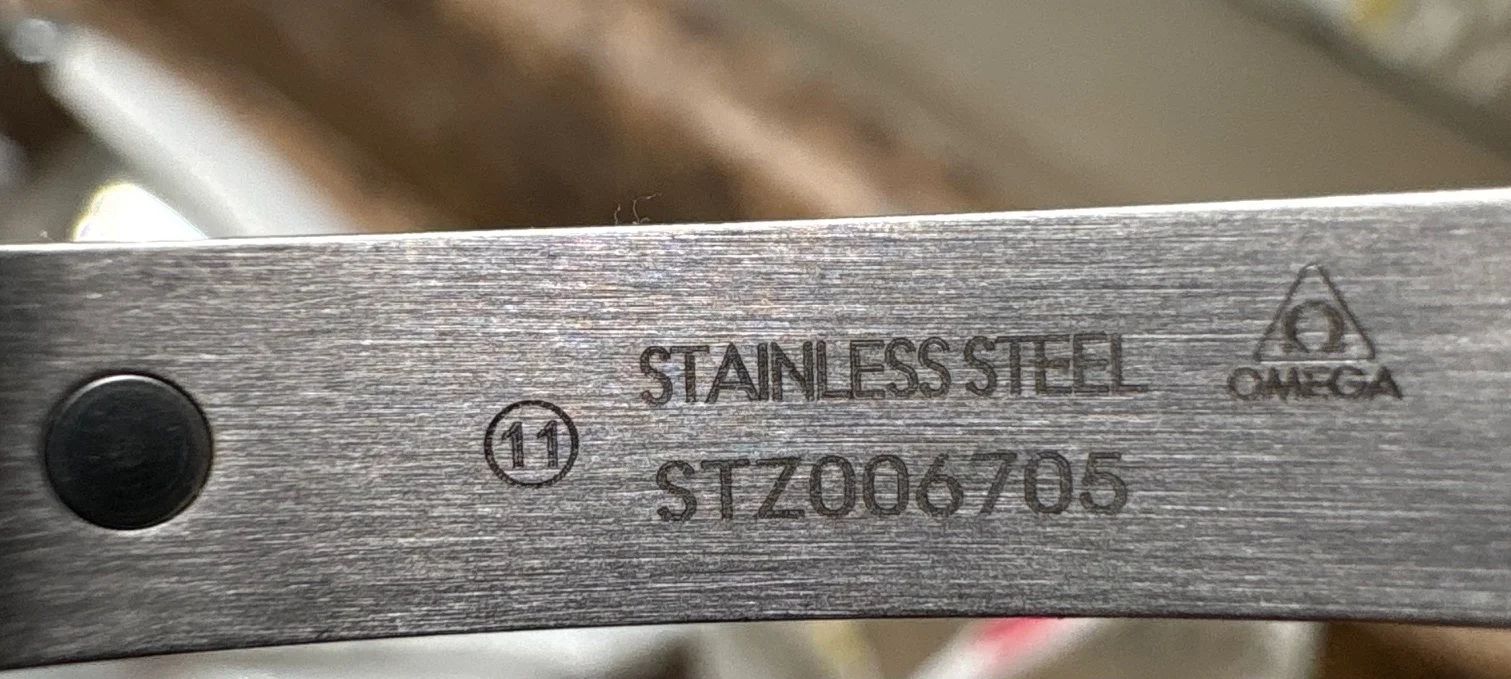 ⑪
STAINLESS STEEL
STZ006705
Ω
OMEGA